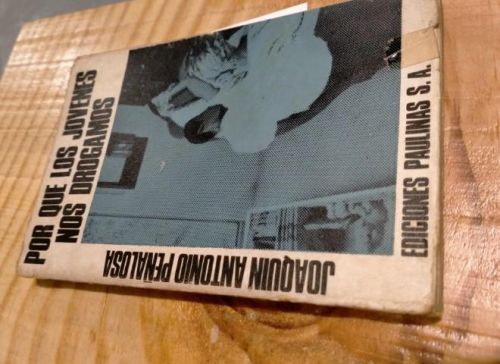 POR QUE LOS JOVENES
NOS DROGAMOS
JOAQUIN ANTONIO PEÑALOSA
EDICIONES PAULINAS S.A.